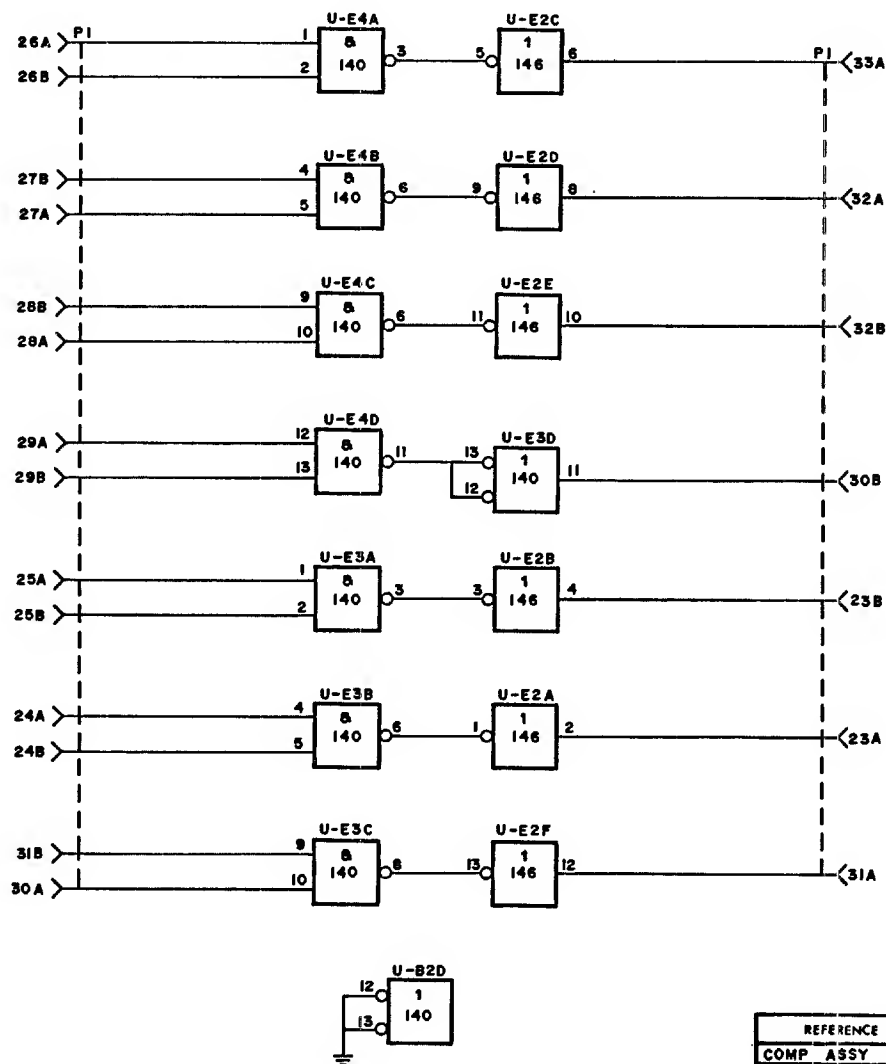 U-E4A U-E2C
26A P1 1 & 3 5 1 6 P1 33A
26B 2 140 146
U-E4B U-E2D
27B 4 & 6 9 1 8 32A
27A 5 140 146
U-E4C U-E2E
28B 9 & 6 11 1 10 32B
28A 10 140 146
U-E4D U-E3D
29A 12 & 11 13 1 11 30B
29B 13 140 12 140
U-E3A U-E2B
25A 1 & 3 3 1 4 23B
25B 2 140 146
U-E3B U-E2A
24A 4 & 6 1 1 2 23A
24B 5 140 146
U-E3C U-E2F
31B 9 & 13 1 12 31A
30A 10 140 146
U-B2D
12 1
13 140
REFERENCE
COMP ASSY